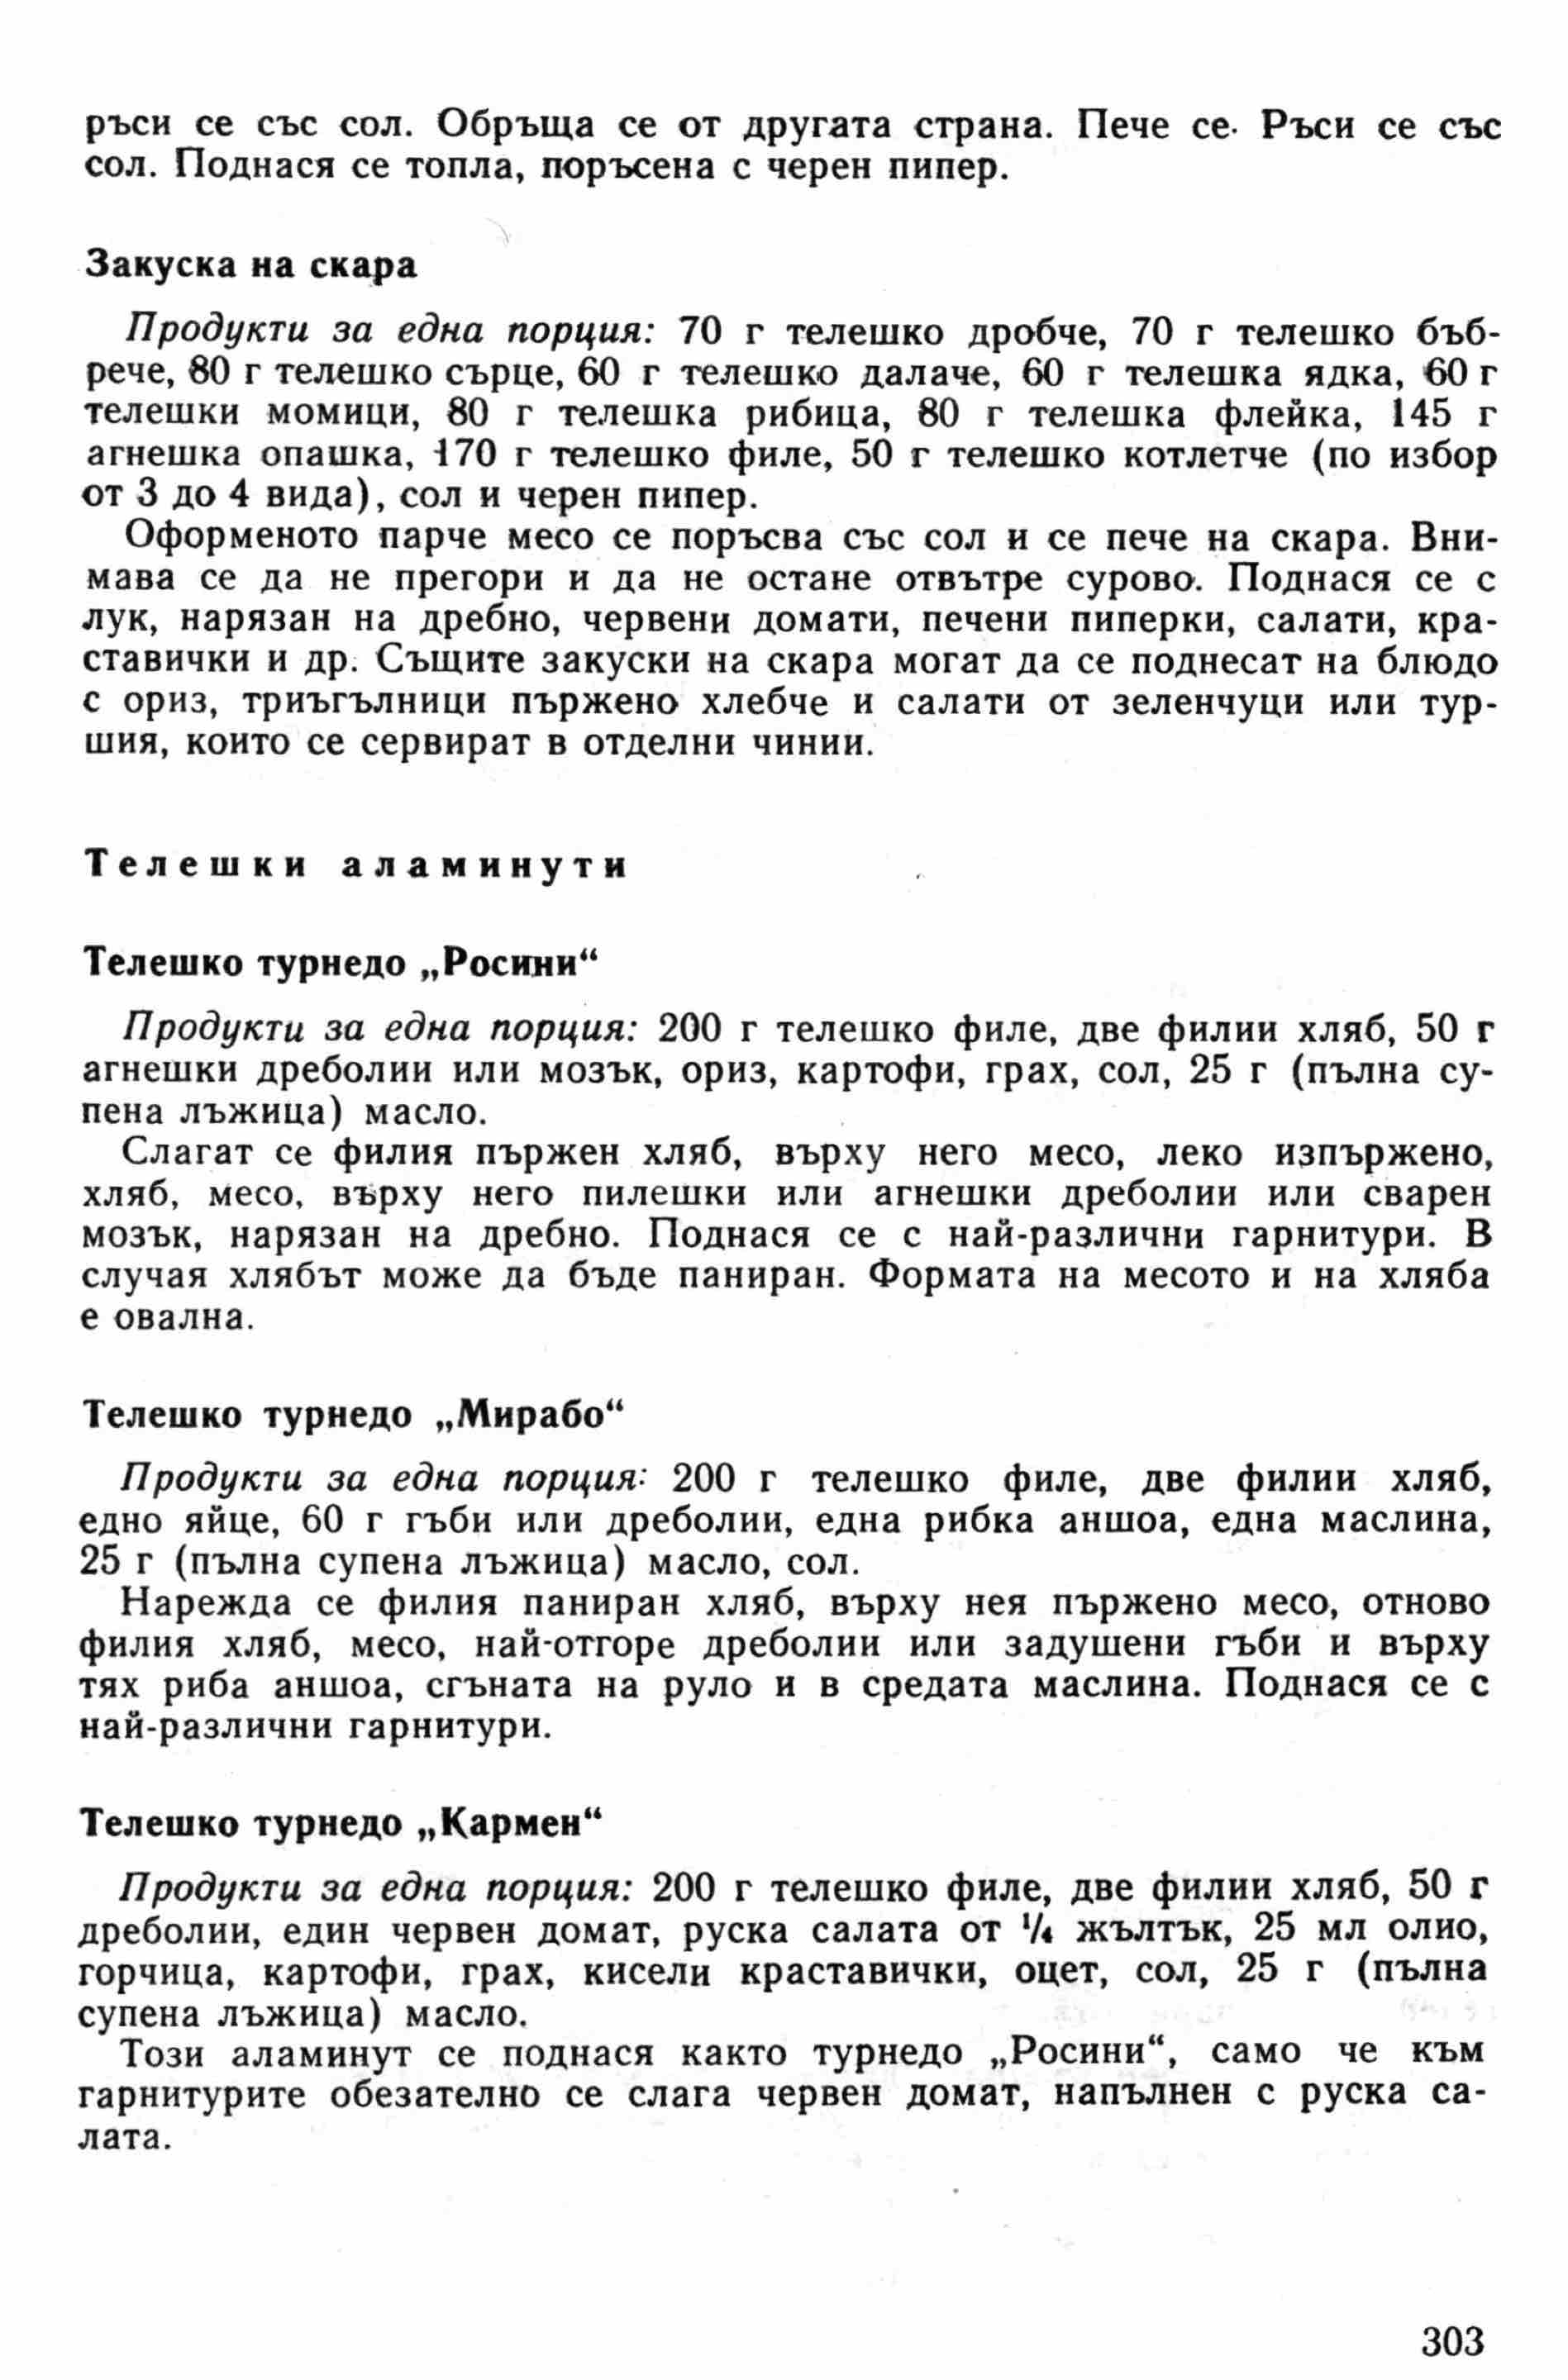 ръси се със сол. Обръща се от другата страна. Пече се. Ръси се със
сол. Поднася се топла, поръсена с черен пипер.
Закуска на скара
Продукти за една порция: 70 г телешко дробче, 70 г телешко бъб-
рече, 80 г телешко сърце, 60 г телешко далаче, 60 г телешка ядка, 60 г
телешки момици, 80 г телешка рибица, 80 г телешка флейка, 145 г
агнешка опашка, 170 г телешко филе, 50 г телешко котлетче (по избор
от 3 до 4 вида), сол и черен пипер.
Оформеното парче месо се поръсва със сол и се пече на скара. Вни-
мава се да не прегори и да не остане отвътре сурово. Поднася се с
лук, нарязан на дребно, червени домати, печени пиперки, салати, кра-
ставички и др. Същите закуски на скара могат да се поднесат на блюдо
с ориз, триъгълници пържено хлебче и салати от зеленчуци или тур-
шия, които се сервират в отделни чинии.
Телешки аламинути
Телешко турнедо „Росини“
Продукти за една порция: 200 г телешко филе, две филии хляб, 50 г
агнешки дреболии или мозък, ориз, картофи, грах, сол, 25 г (пълна су-
пена лъжица) масло.
Слагат се филия пържен хляб, върху него месо, леко изпържено,
хляб, месо, върху него пилешки или агнешки дреболии или сварен
мозък, нарязан на дребно. Поднася се с най-различни гарнитури. В
случая хлябът може да бъде паниран. Формата на месото и на хляба
е овална.
Телешко турнедо „Мирабо“
Продукти за една порция: 200 г телешко филе, две филии хляб,
едно яйце, 60 г гъби или дреболии, една рибка аншоа, една маслина,
25 г (пълна супена лъжица) масло, сол.
Нарежда се филия паниран хляб, върху нея пържено месо, отново
филия хляб, месо, най-отгоре дреболии или задушени гъби и върху
тях риба аншоа, сгъната на руло и в средата маслина. Поднася се с
най-различни гарнитури.
Телешко турнедо „Кармен“
Продукти за една порция: 200 г телешко филе, две филии хляб, 50 г
дреболии, един червен домат, руска салата от ¼ жълтък, 25 мл олио,
горчица, картофи, грах, кисели краставички, оцет, сол, 25 г (пълна
супена лъжица) масло.
Този аламинут се поднася както турнедо „Росини“, само че към
гарнитурите обезателно се слага червен домат, напълнен с руска са-
лата.
303